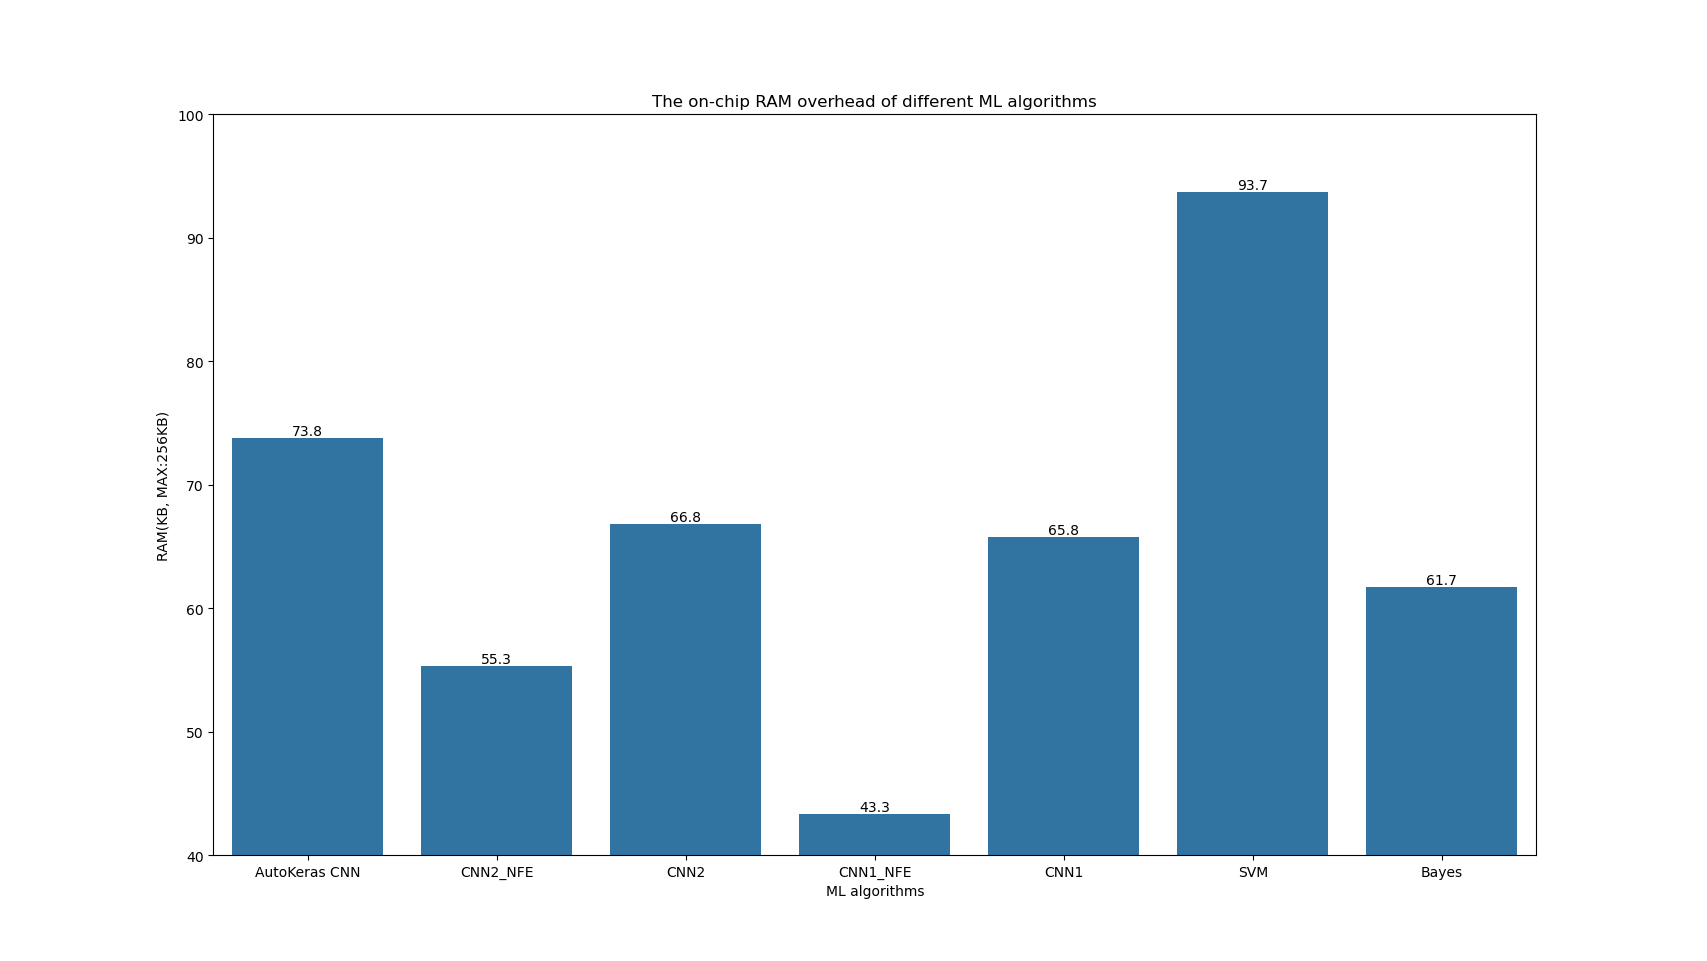 The on-chip RAM overhead of different ML algorithms
100
90
80
70
60
50
40
RAM(KB, MAX:256KB)
73.8
55.3
66.8
43.3
65.8
93.7
61.7
AutoKeras CNN
CNN2_NFE
CNN2
CNN1_NFE
CNN1
SVM
Bayes
ML algorithms